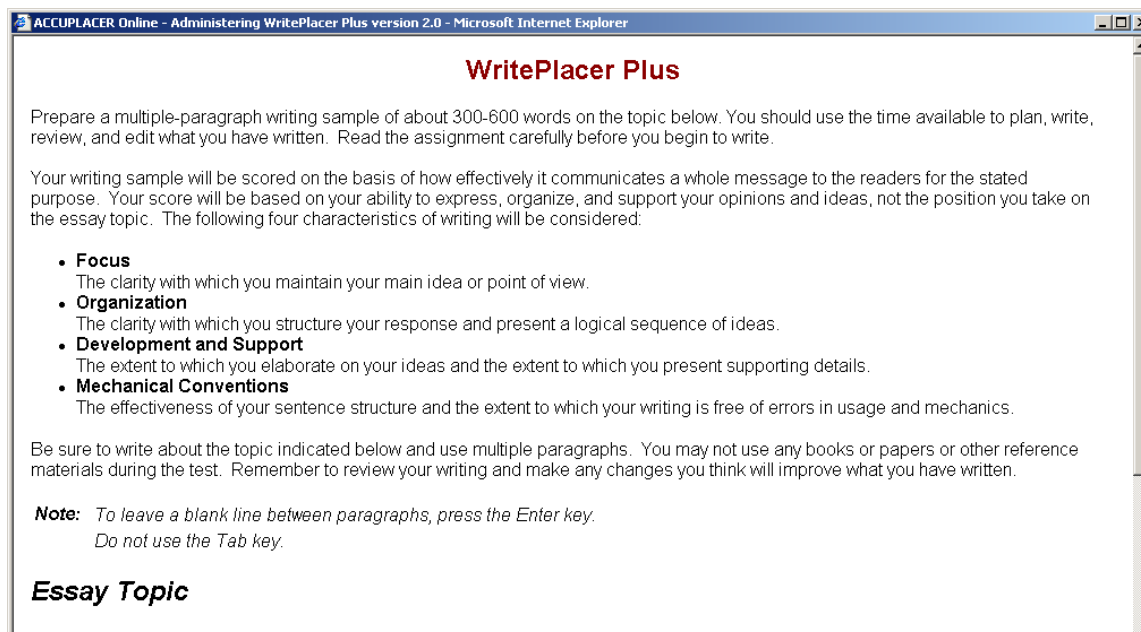 ACCUPLACER Online - Administering WritePlacer Plus version 2.0 - Microsoft Internet Explorer
WritePlacer Plus
Prepare a multiple-paragraph writing sample of about 300-600 words on the topic below. You should use the time available to plan, write,
review, and edit what you have written.  Read the assignment carefully before you begin to write.
Your writing sample will be scored on the basis of how effectively it communicates a whole message to the readers for the stated
purpose.  Your score will be based on your ability to express, organize, and support your opinions and ideas, not the position you take on
the essay topic.  The following four characteristics of writing will be considered:
• Focus
The clarity with which you maintain your main idea or point of view.
• Organization
The clarity with which you structure your response and present a logical sequence of ideas.
• Development and Support
The extent to which you elaborate on your ideas and the extent to which you present supporting details.
• Mechanical Conventions
The effectiveness of your sentence structure and the extent to which your writing is free of errors in usage and mechanics.
Be sure to write about the topic indicated below and use multiple paragraphs.  You may not use any books or papers or other reference
materials during the test.  Remember to review your writing and make any changes you think will improve what you have written.
Note: To leave a blank line between paragraphs, press the Enter key.
Do not use the Tab key.
Essay Topic